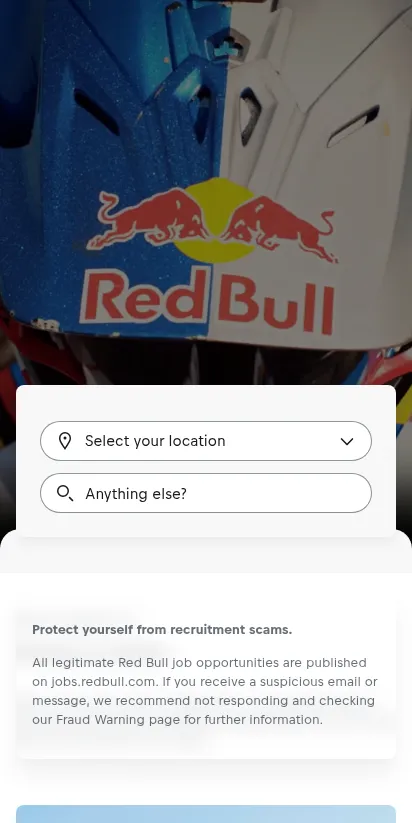 Red Bull
Select your location
Anything else?
Protect yourself from recruitment scams.
All legitimate Red Bull job opportunities are published
on jobs.redbull.com. If you receive a suspicious email or
message, we recommend not responding and checking
our Fraud Warning page for further information.